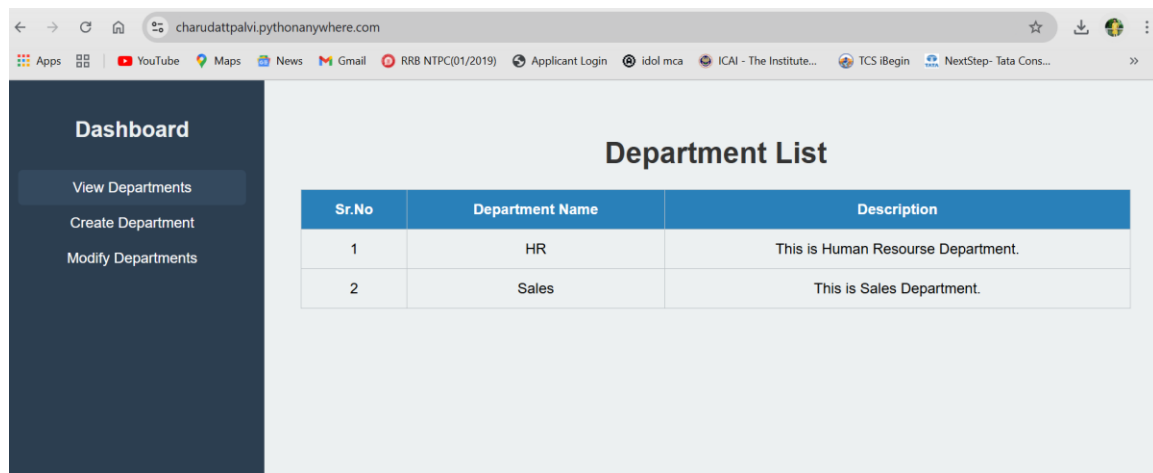 charudattpalvi.pythonanywhere.com
Apps YouTube Maps News Gmail RRB NTPC(01/2019) Applicant Login idol mca ICAI - The Institute... TCS iBegin NextStep- Tata Cons... »
Dashboard
View Departments
Create Department
Modify Departments
Department List
Sr.No Department Name Description
1 HR This is Human Resourse Department.
2 Sales This is Sales Department.